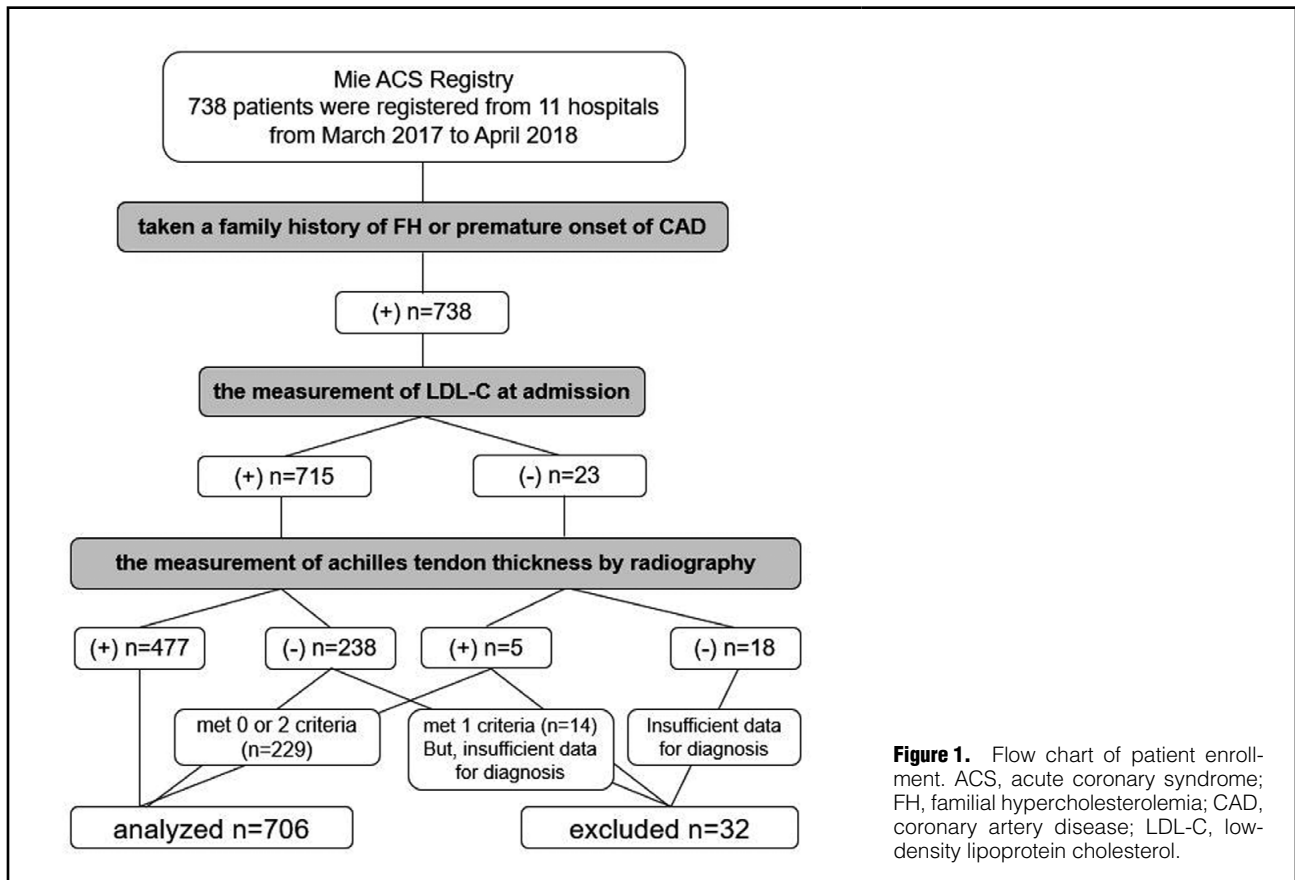 Mie ACS Registry
738 patients were registered from 11 hospitals
from March 2017 to April 2018
taken a family history of FH or premature onset of CAD
(+) n=738
the measurement of LDL-C at admission
(+) n=715
(-) n=23
the measurement of achilles tendon thickness by radiography
(+) n=477
(-) n=238
(+) n=5
(-) n=18
met 0 or 2 criteria
(n=229)
met 1 criteria (n=14)
But, insufficient data
for diagnosis
Insufficient data
for diagnosis
analyzed n=706
excluded n=32
Figure 1. Flow chart of patient enroll-
ment. ACS, acute coronary syndrome;
FH, familial hypercholesterolemia; CAD,
coronary artery disease; LDL-C, low-
density lipoprotein cholesterol.